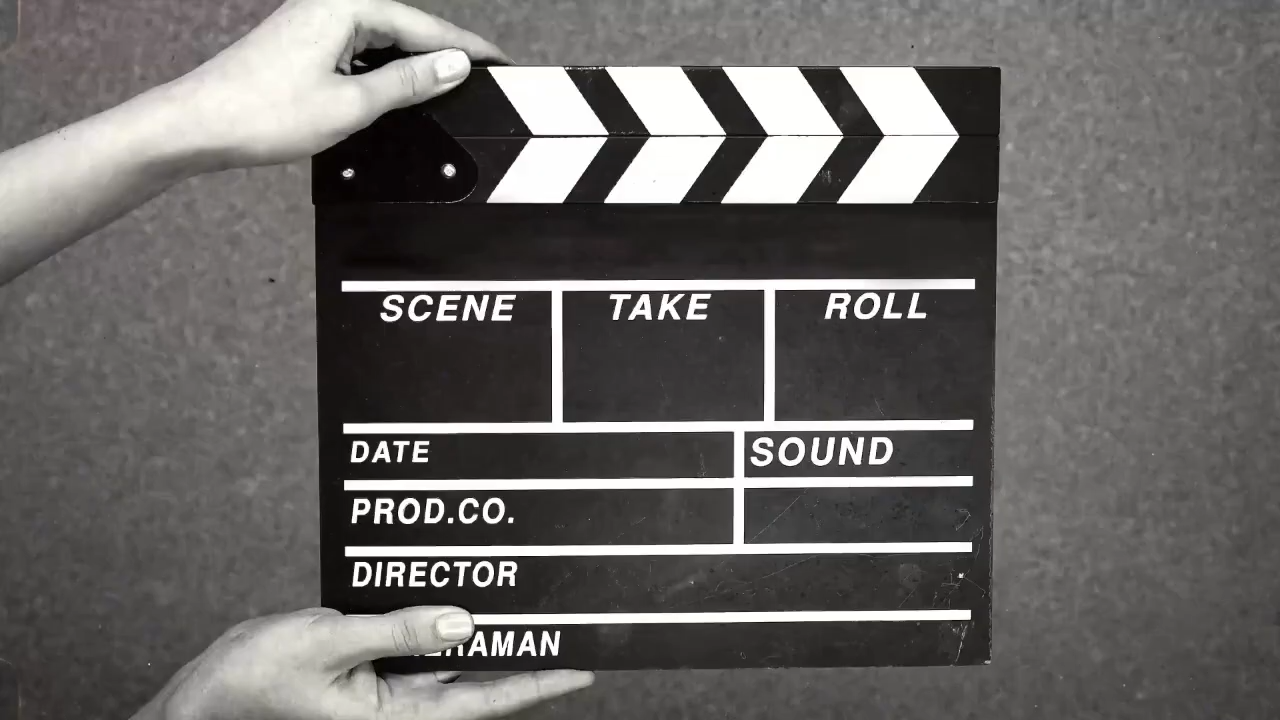 SCENE TAKE ROLL
DATE SOUND
PROD.CO.
DIRECTOR